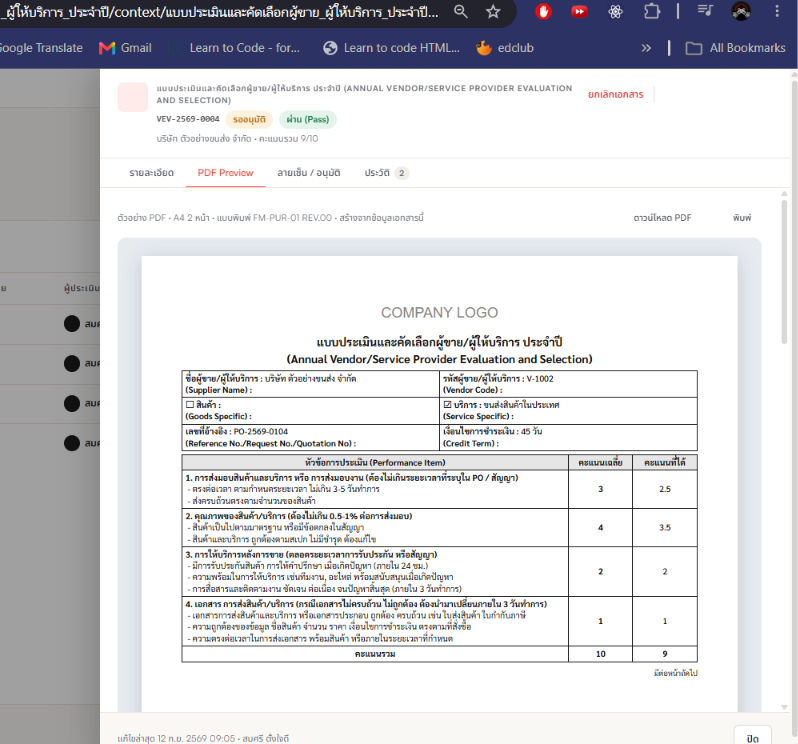 _ผู้ให้บริการ_ประจำปี/context/แบบประเมินและคัดเลือกผู้ขาย_ผู้ให้บริการ_ประจำปี...
Google Translate
Gmail
Learn to Code - for...
Learn to code HTML...
edclub
»
All Bookmarks
แบบประเมินและคัดเลือกผู้ขาย/ผู้ให้บริการ ประจำปี (ANNUAL VENDOR/SERVICE PROVIDER EVALUATION
AND SELECTION)
ยกเลิกเอกสาร
VEV-2569-0004 รออนุมัติ ผ่าน (Pass)
บริษัท ตัวอย่างขนส่ง จำกัด • คะแนนรวม 9/10
รายละเอียด PDF Preview ลายเซ็น / อนุมัติ ประวัติ 2
ตัวอย่าง PDF • A4 2 หน้า • แบบพิมพ์ FM-PUR-01 REV.00 • สร้างจากข้อมูลเอกสารนี้
ดาวน์โหลด PDF พิมพ์
ผู้ประเมิน
สมศ
สมศ
สมศ
สมศ
COMPANY LOGO
แบบประเมินและคัดเลือกผู้ขาย/ผู้ให้บริการ ประจำปี
(Annual Vendor/Service Provider Evaluation and Selection)
ชื่อผู้ขาย/ผู้ให้บริการ : บริษัท ตัวอย่างขนส่ง จำกัด
(Supplier Name) :
รหัสผู้ขาย/ผู้ให้บริการ : V-1002
(Vendor Code) :
☐ สินค้า :
(Goods Specific) :
☑ บริการ : ขนส่งสินค้าในประเทศ
(Service Specific) :
เลขที่อ้างอิง : PO-2569-0104
(Reference No./Request No./Quotation No) :
เงื่อนไขการชำระเงิน : 45 วัน
(Credit Term) :
หัวข้อการประเมิน (Performance Item) คะแนนเฉลี่ย คะแนนที่ได้
1. การส่งมอบสินค้าและบริการ หรือ การส่งมอบงาน (ต้องไม่เกินระยะเวลาที่ระบุใน PO / สัญญา)
- ตรงต่อเวลา ตามกำหนดระยะเวลา ไม่เกิน 3-5 วันทำการ
- ส่งครบถ้วนตรงตามจำนวนของสินค้า
3 2.5
2. คุณภาพของสินค้า/บริการ (ต้องไม่เกิน 0.5-1% ต่อการส่งมอบ)
- สินค้าเป็นไปตามมาตรฐาน หรือมีข้อตกลงในสัญญา
- สินค้าและบริการ ถูกต้องตามสเปก ไม่มีชำรุด ต้องแก้ไข
4 3.5
3. การให้บริการหลังการขาย (ตลอดระยะเวลาการรับประกัน หรือสัญญา)
- มีการรับประกันสินค้า การให้คำปรึกษา เมื่อเกิดปัญหา (ภายใน 24 ชม.)
- ความพร้อมในการให้บริการ เช่นทีมงาน, อะไหล่ พร้อมสนับสนุนเมื่อเกิดปัญหา
- การสื่อสารและติดตามงาน ชัดเจน ต่อเนื่อง จนปัญหาสิ้นสุด (ภายใน 3 วันทำการ)
2 2
4. เอกสาร การส่งสินค้า/บริการ (กรณีเอกสารไม่ครบถ้วน ไม่ถูกต้อง ต้องนำมาเปลี่ยนภายใน 3 วันทำการ)
- เอกสารการส่งสินค้าและบริการ หรือเอกสารประกอบ ถูกต้อง ครบถ้วน เช่น ใบส่งสินค้า ใบกำกับภาษี
- ความถูกต้องของข้อมูล ชื่อสินค้า จำนวน ราคา เงื่อนไขการชำระเงิน ตรงตามที่สั่งซื้อ
- ความตรงต่อเวลาในการส่งเอกสาร พร้อมสินค้า หรือภายในระยะเวลาที่กำหนด
1 1
คะแนนรวม 10 9
มีต่อหน้าถัดไป
แก้ไขล่าสุด 12 ก.ย. 2569 09:05 • สมศรี ตั้งใจดี
ปิด